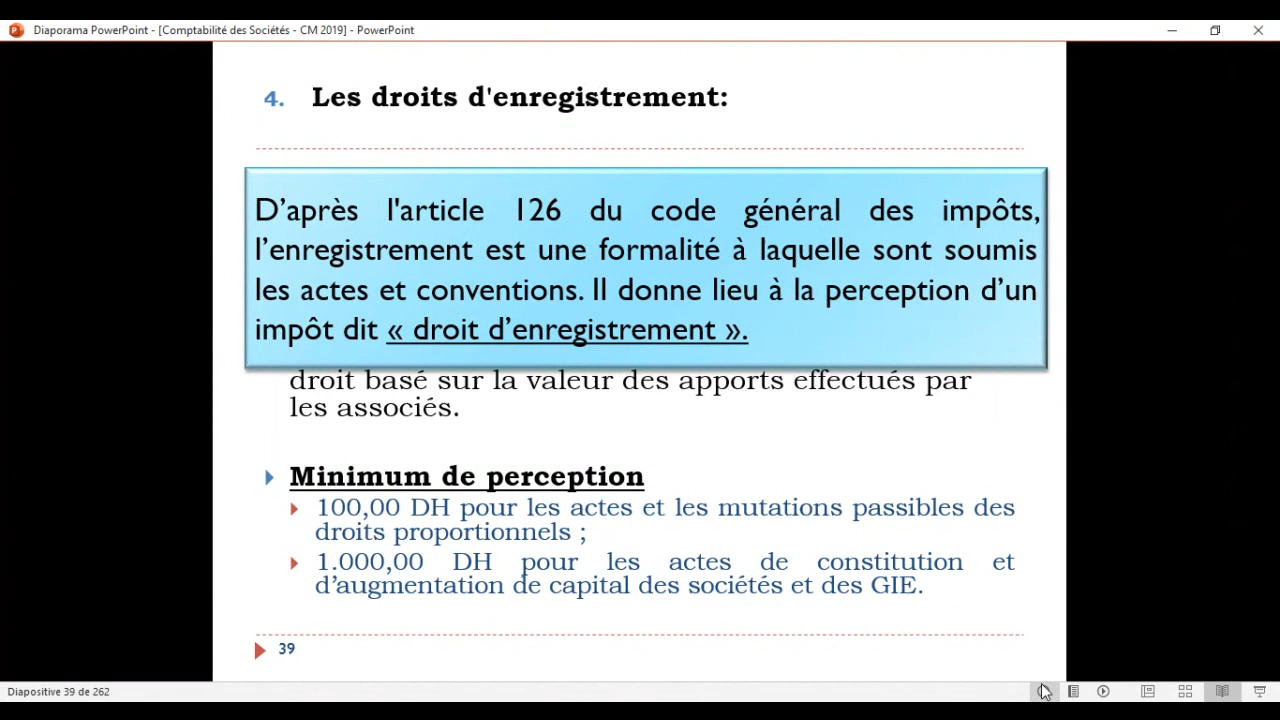 Diaporama PowerPoint - [Comptabilité des Sociétés - CM 2019] - PowerPoint
4. Les droits d'enregistrement:
D’après l'article 126 du code général des impôts,
l’enregistrement est une formalité à laquelle sont soumis
les actes et conventions. Il donne lieu à la perception d’un
impôt dit « droit d’enregistrement ».
droit basé sur la valeur des apports effectués par
les associés.
Minimum de perception
100,00 DH pour les actes et les mutations passibles des
droits proportionnels ;
1.000,00 DH pour les actes de constitution et
d’augmentation de capital des sociétés et des GIE.
39
Diapositive 39 de 262